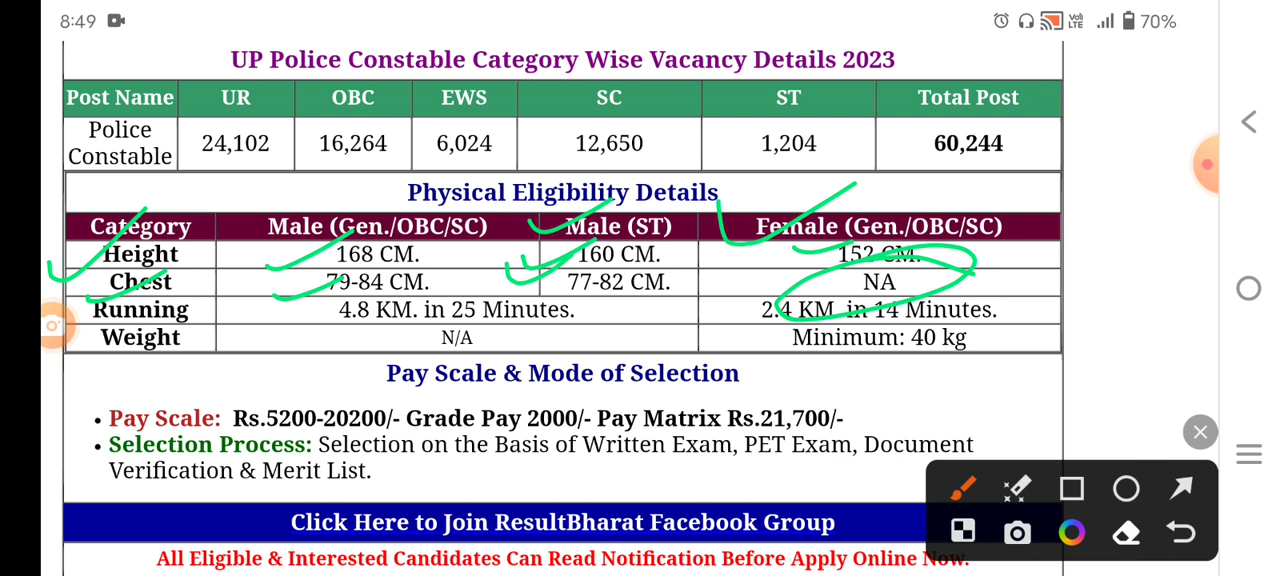 8:49 Vo) LTE 70%
UP Police Constable Category Wise Vacancy Details 2023
Post Name UR OBC EWS SC ST Total Post
Police Constable 24,102 16,264 6,024 12,650 1,204 60,244
Physical Eligibility Details
Category Male (Gen./OBC/SC) Male (ST) Female (Gen./OBC/SC)
Height 168 CM. 160 CM. 152 CM.
Chest 79-84 CM. 77-82 CM. NA
Running 4.8 KM. in 25 Minutes. 2.4 KM. in 14 Minutes.
Weight N/A Minimum: 40 kg
Pay Scale & Mode of Selection
• Pay Scale: Rs.5200-20200/- Grade Pay 2000/- Pay Matrix Rs.21,700/-
• Selection Process: Selection on the Basis of Written Exam, PET Exam, Document
Verification & Merit List.
Click Here to Join ResultBharat Facebook Group
All Eligible & Interested Candidates Can Read Notification Before Apply Online Now.